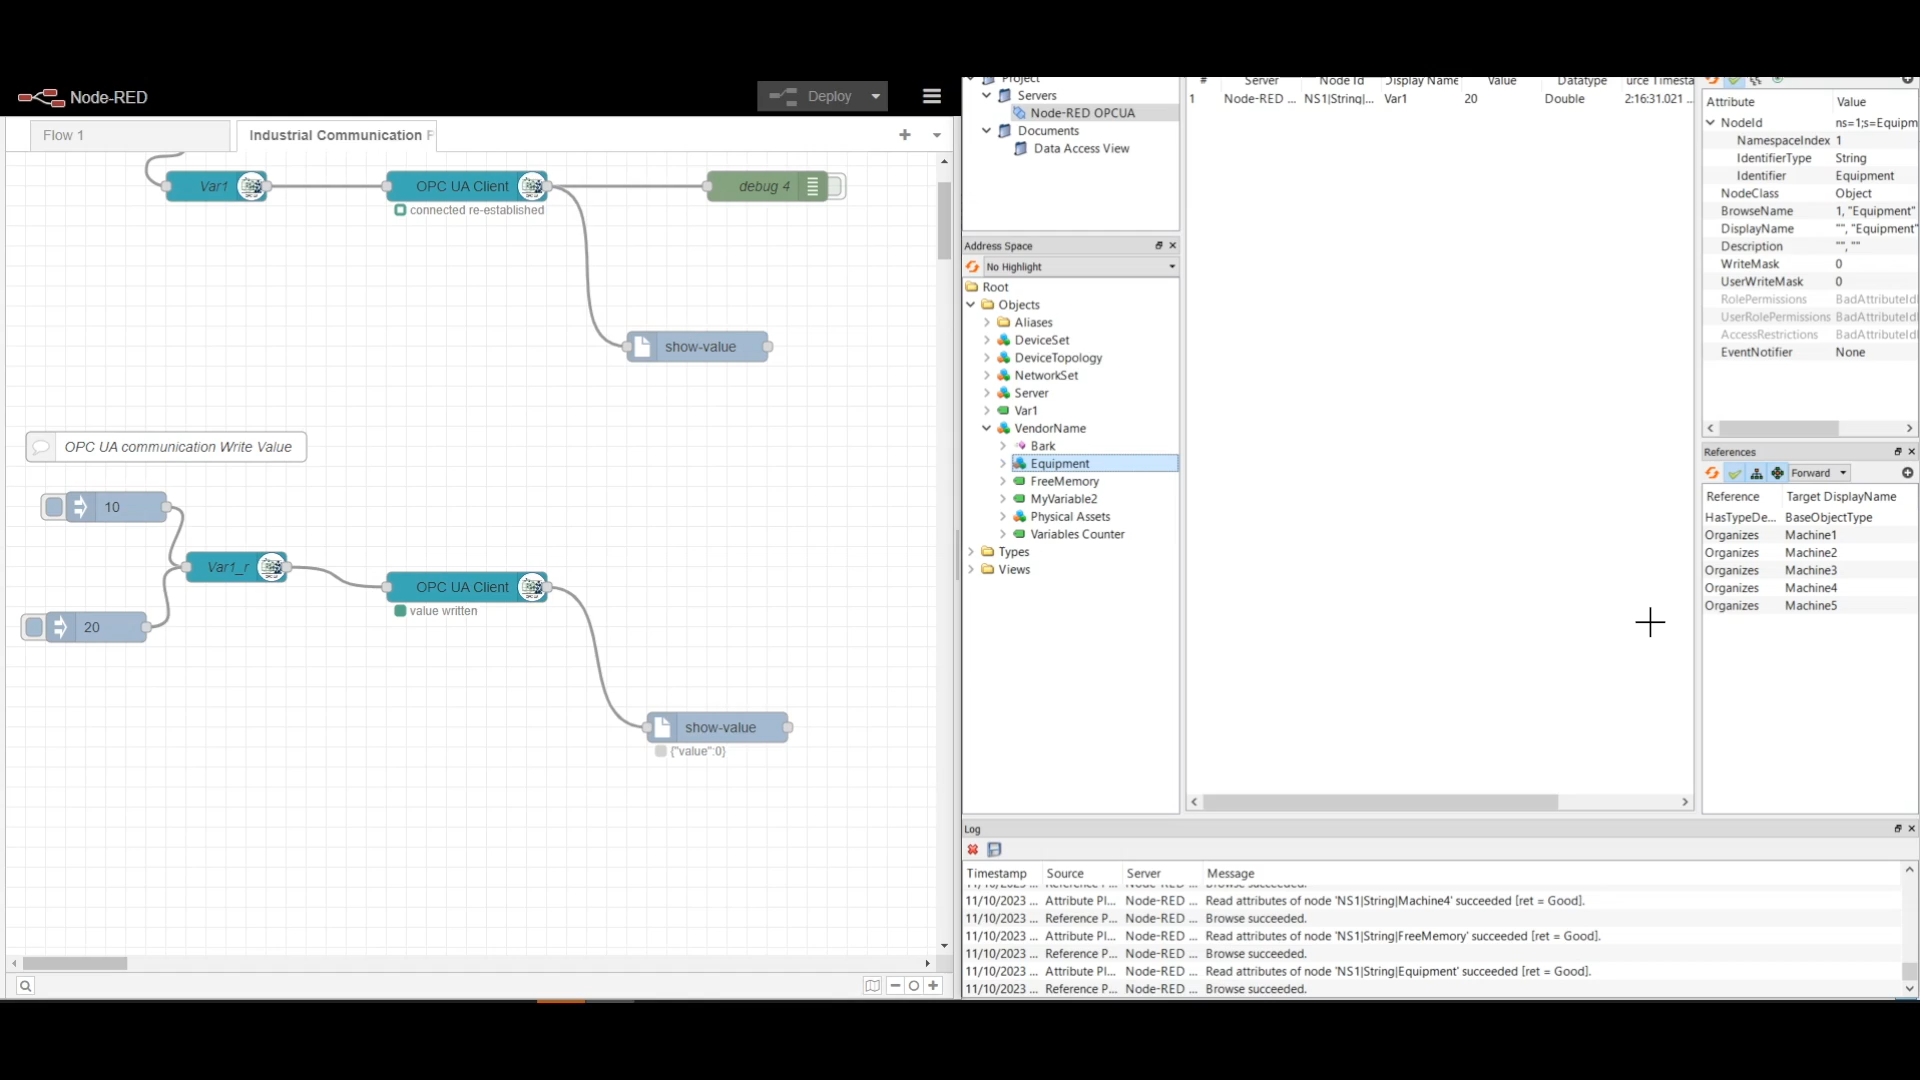 Node-RED
Deploy
Flow 1
Industrial Communication
Var1
OPC UA Client
debug 4
connected re-established
show-value
OPC UA communication Write Value
10
Var1_r
OPC UA Client
20
value written
show-value
{"value":0}
Project
Servers
Node-RED OPCUA
Documents
Data Access View
Address Space
No Highlight
Root
Objects
Aliases
DeviceSet
DeviceTopology
NetworkSet
Server
Var1
VendorName
Bark
Equipment
FreeMemory
MyVariable2
Physical Assets
Variables Counter
Types
Views
# Server Node Id Display Name Value Datatype urce Timesta
1 Node-RED ... NS1|String|... Var1 20 Double 2:16:31.021 ...
Attribute Value
NodeId ns=1;s=Equipm
NamespaceIndex 1
IdentifierType String
Identifier Equipment
NodeClass Object
BrowseName 1, "Equipment"
DisplayName "", "Equipment"
Description "", ""
WriteMask 0
UserWriteMask 0
RolePermissions BadAttributeId
UserRolePermissions BadAttributeId
AccessRestrictions BadAttributeId
EventNotifier None
References
Forward
Reference Target DisplayName
HasTypeDe... BaseObjectType
Organizes Machine1
Organizes Machine2
Organizes Machine3
Organizes Machine4
Organizes Machine5
Log
Timestamp Source Server Message
11/10/2023 ... Reference P... Node-RED ... Browse succeeded.
11/10/2023 ... Attribute Pl... Node-RED ... Read attributes of node 'NS1|String|Machine4' succeeded [ret = Good].
11/10/2023 ... Reference P... Node-RED ... Browse succeeded.
11/10/2023 ... Attribute Pl... Node-RED ... Read attributes of node 'NS1|String|FreeMemory' succeeded [ret = Good].
11/10/2023 ... Reference P... Node-RED ... Browse succeeded.
11/10/2023 ... Attribute Pl... Node-RED ... Read attributes of node 'NS1|String|Equipment' succeeded [ret = Good].
11/10/2023 ... Reference P... Node-RED ... Browse succeeded.